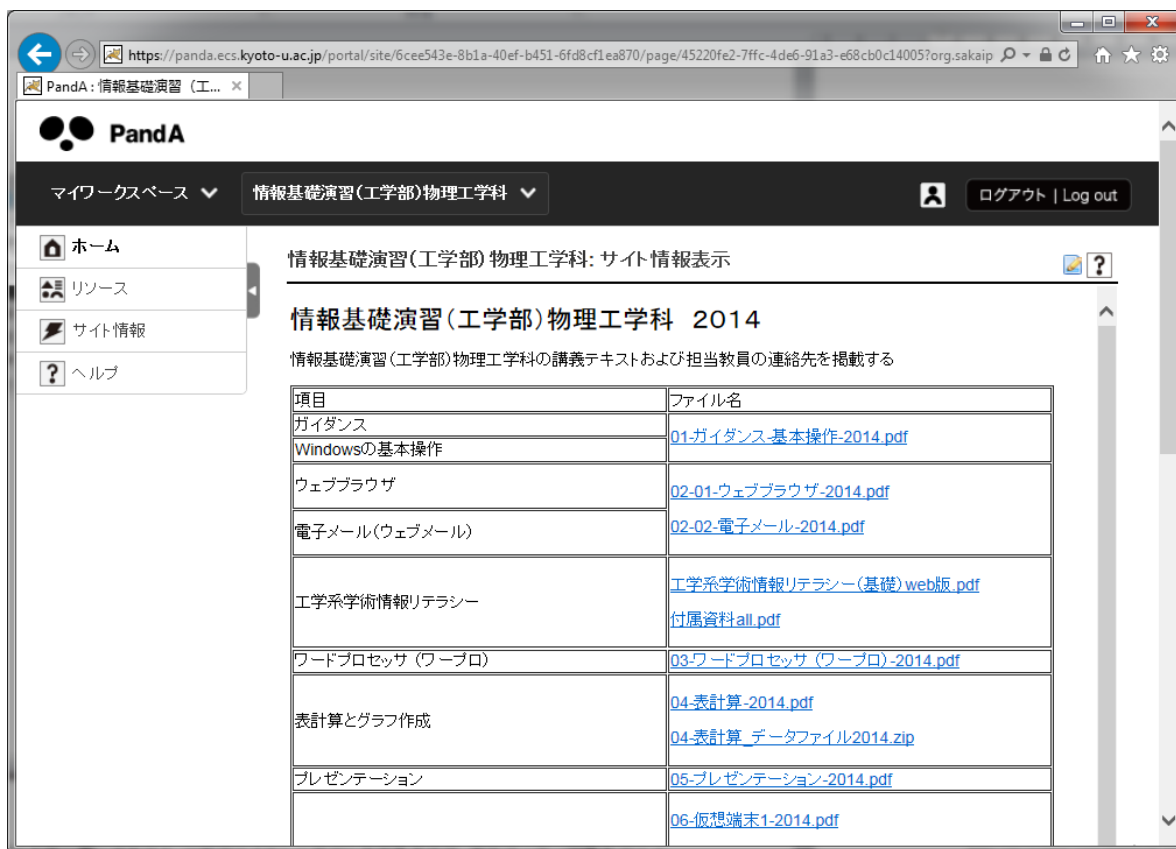 https://panda.ecs.kyoto-u.ac.jp/portal/site/6cee543e-8b1a-40ef-b451-6fd8cf1ea870/page/45220fe2-7ffc-4de6-91a3-e68cb0c14005?org.sakaip
PandA : 情報基礎演習（工...
PandA
マイワークスペース
情報基礎演習(工学部)物理工学科
ログアウト | Log out
ホーム
リソース
サイト情報
ヘルプ
情報基礎演習(工学部) 物理工学科: サイト情報表示
情報基礎演習（工学部）物理工学科　2014
情報基礎演習(工学部)物理工学科の講義テキストおよび担当教員の連絡先を掲載する
項目 ファイル名
ガイダンス
01-ガイダンス-基本操作-2014.pdf
Windowsの基本操作
ウェブブラウザ
02-01-ウェブブラウザ-2014.pdf
電子メール(ウェブメール)
02-02-電子メール-2014.pdf
工学系学術情報リテラシー
工学系学術情報リテラシー(基礎)web版.pdf
付属資料all.pdf
ワードプロセッサ（ワープロ） 03-ワードプロセッサ（ワープロ）-2014.pdf
表計算とグラフ作成
04-表計算-2014.pdf
04-表計算_データファイル2014.zip
プレゼンテーション 05-プレゼンテーション-2014.pdf
06-仮想端末1-2014.pdf